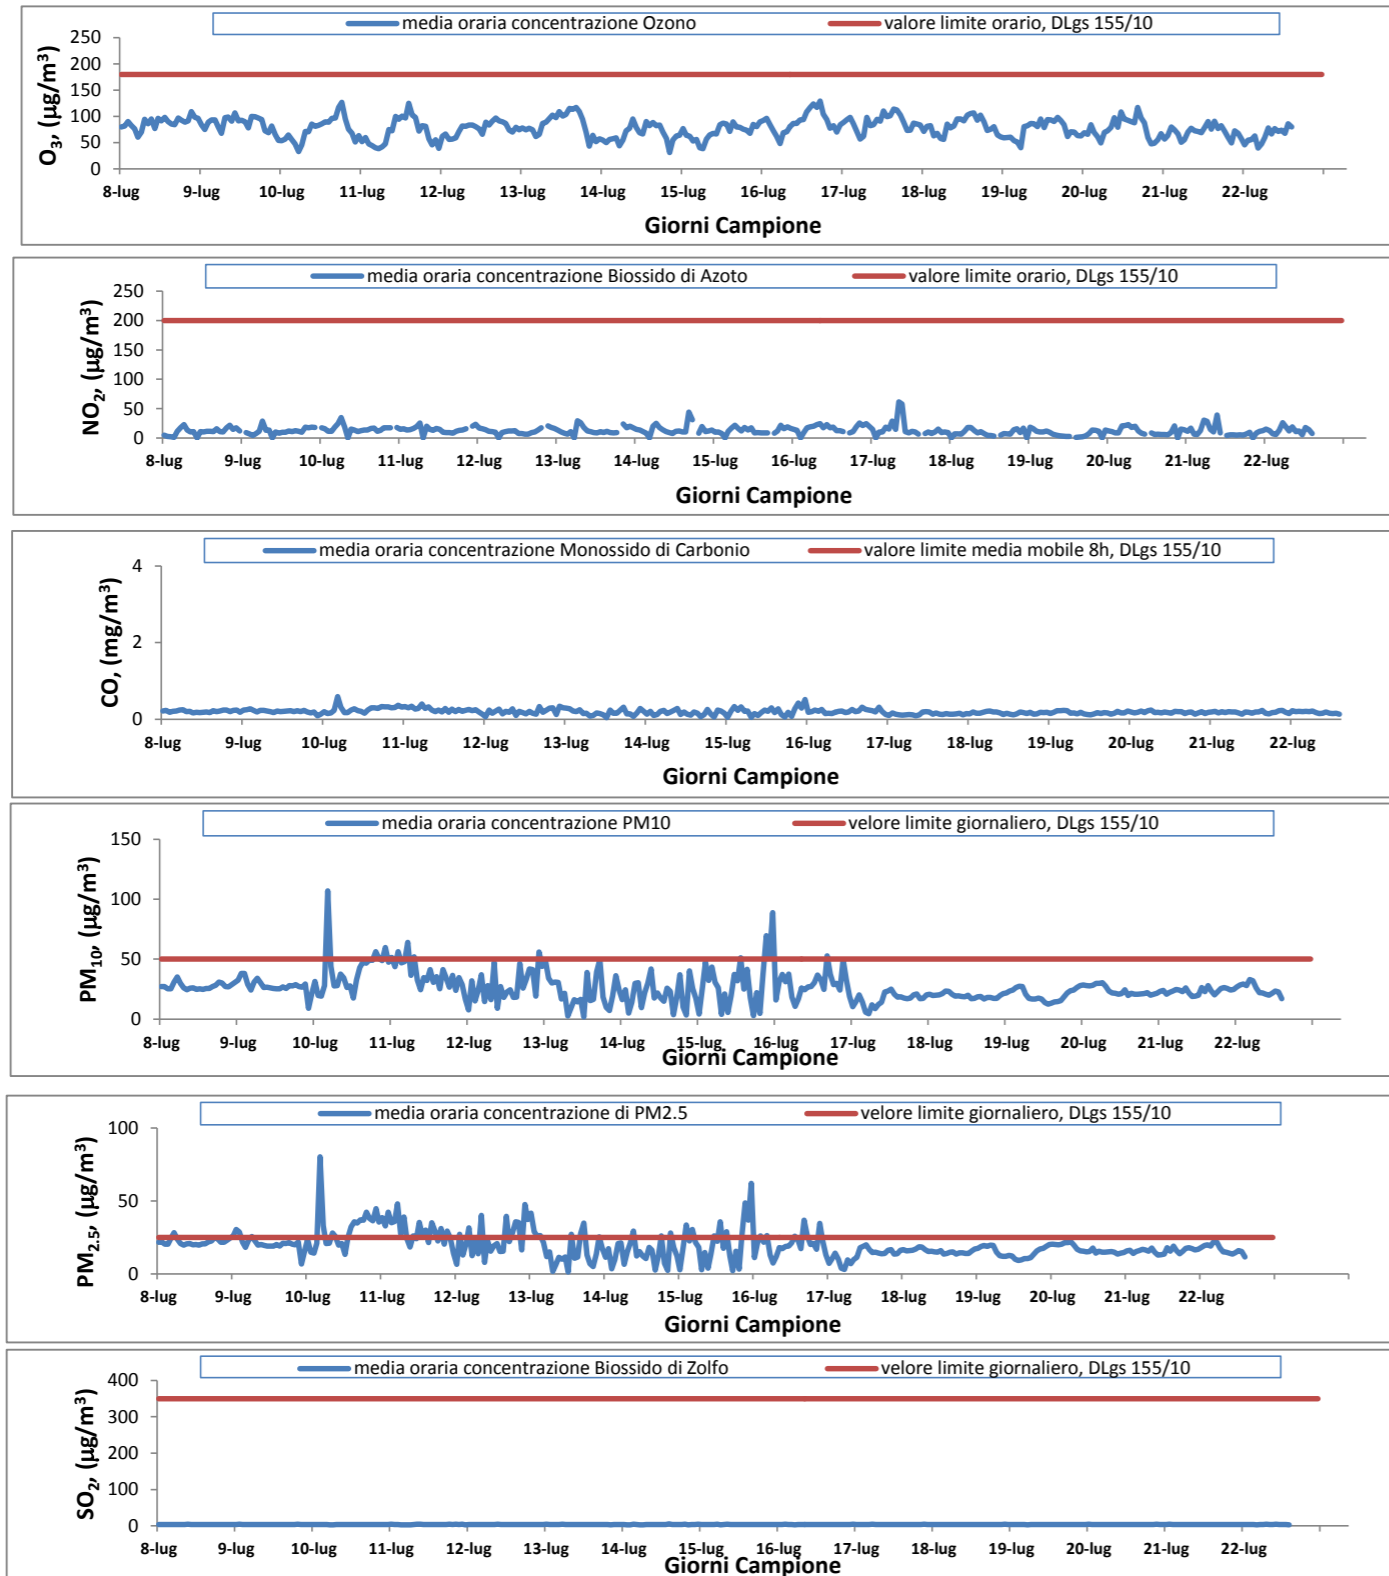 media oraria concentrazione Ozono valore limite orario, DLgs 155/10
250
200
150
100
50
0
O3, (µg/m³)
8-lug 9-lug 10-lug 11-lug 12-lug 13-lug 14-lug 15-lug 16-lug 17-lug 18-lug 19-lug 20-lug 21-lug 22-lug
Giorni Campione
media oraria concentrazione Biossido di Azoto valore limite orario, DLgs 155/10
250
200
150
100
50
0
NO2, (µg/m³)
8-lug 9-lug 10-lug 11-lug 12-lug 13-lug 14-lug 15-lug 16-lug 17-lug 18-lug 19-lug 20-lug 21-lug 22-lug
Giorni Campione
media oraria concentrazione Monossido di Carbonio valore limite media mobile 8h, DLgs 155/10
4
2
0
CO, (mg/m³)
8-lug 9-lug 10-lug 11-lug 12-lug 13-lug 14-lug 15-lug 16-lug 17-lug 18-lug 19-lug 20-lug 21-lug 22-lug
Giorni Campione
media oraria concentrazione PM10 velore limite giornaliero, DLgs 155/10
150
100
50
0
PM10, (µg/m³)
8-lug 9-lug 10-lug 11-lug 12-lug 13-lug 14-lug 15-lug 16-lug 17-lug 18-lug 19-lug 20-lug 21-lug 22-lug
Giorni Campione
media oraria concentrazione di PM2.5 velore limite giornaliero, DLgs 155/10
100
50
0
PM2.5, (µg/m³)
8-lug 9-lug 10-lug 11-lug 12-lug 13-lug 14-lug 15-lug 16-lug 17-lug 18-lug 19-lug 20-lug 21-lug 22-lug
Giorni Campione
media oraria concentrazione Biossido di Zolfo velore limite giornaliero, DLgs 155/10
400
300
200
100
0
SO2, (µg/m³)
8-lug 9-lug 10-lug 11-lug 12-lug 13-lug 14-lug 15-lug 16-lug 17-lug 18-lug 19-lug 20-lug 21-lug 22-lug
Giorni Campione